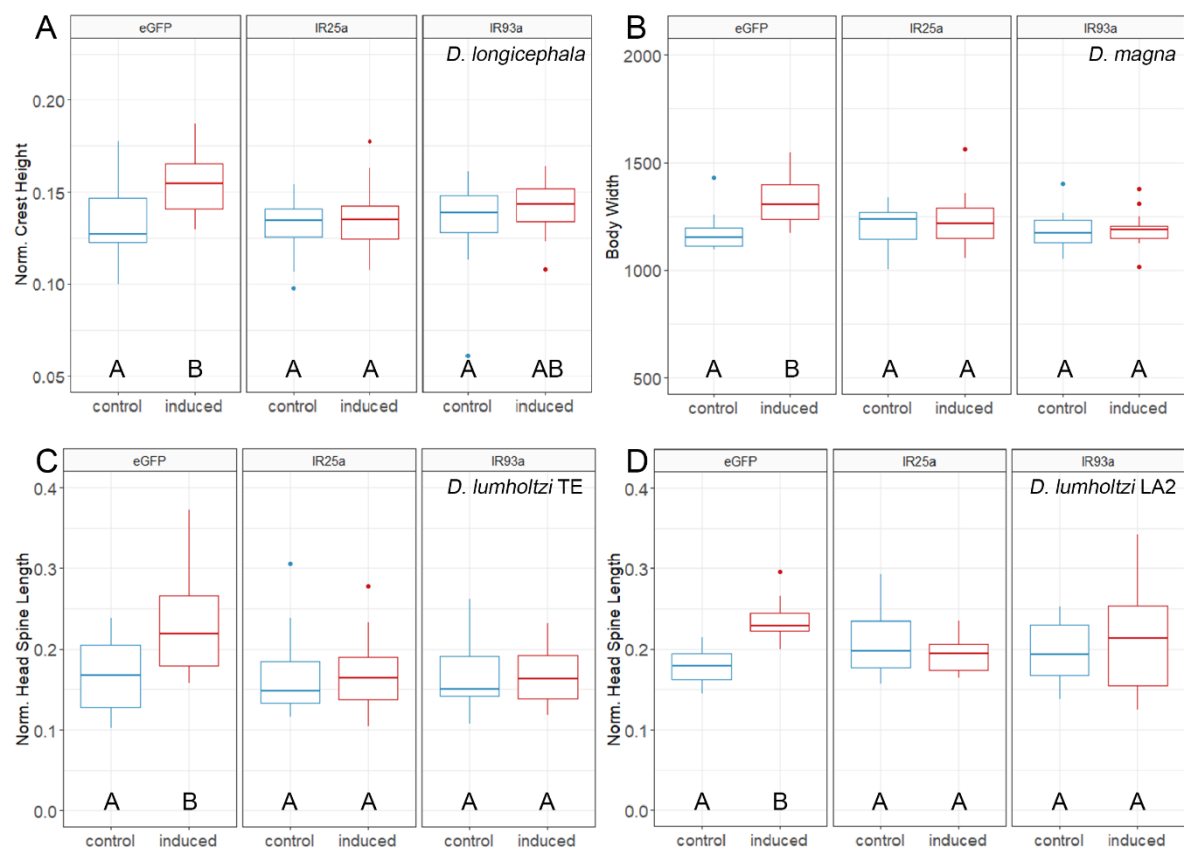 A
eGFP
IR25a
IR93a
D. longicephala
Norm. Crest Height
0.20
0.15
0.10
0.05
A
B
A
A
A
AB
control
induced
control
induced
control
induced
B
eGFP
IR25a
IR93a
D. magna
Body Width
2000
1500
1000
500
A
B
A
A
A
A
control
induced
control
induced
control
induced
C
eGFP
IR25a
IR93a
D. lumholtzi TE
Norm. Head Spine Length
0.4
0.3
0.2
0.1
0.0
A
B
A
A
A
A
control
induced
control
induced
control
induced
D
eGFP
IR25a
IR93a
D. lumholtzi LA2
Norm. Head Spine Length
0.4
0.3
0.2
0.1
0.0
A
B
A
A
A
A
control
induced
control
induced
control
induced